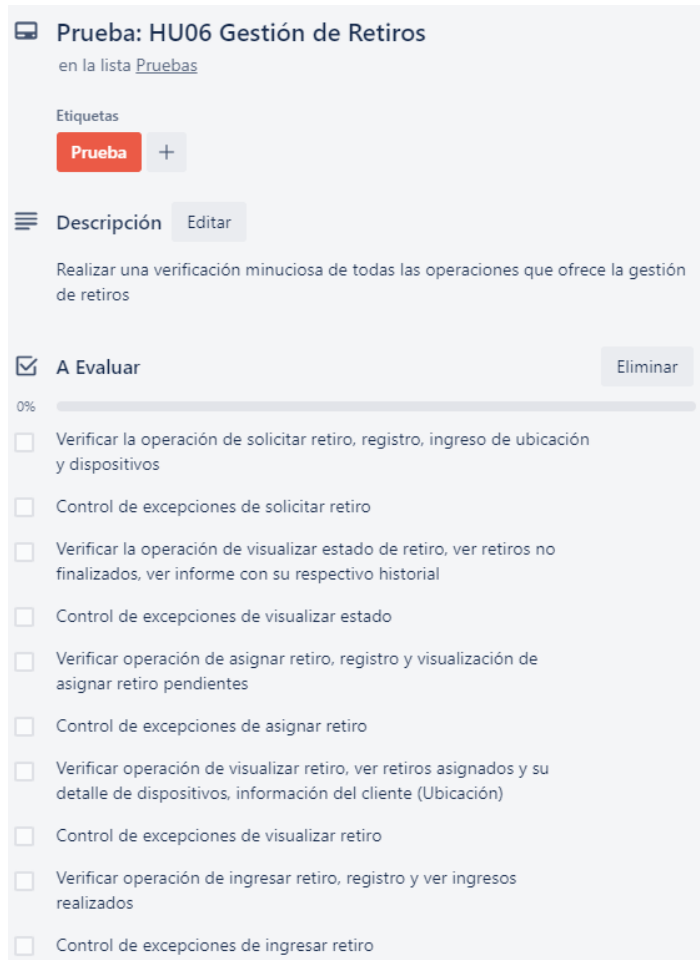 Prueba: HU06 Gestión de Retiros
en la lista Pruebas
Etiquetas
Prueba +
Descripción Editar
Realizar una verificación minuciosa de todas las operaciones que ofrece la gestión
de retiros
A Evaluar Eliminar
0%
Verificar la operación de solicitar retiro, registro, ingreso de ubicación
y dispositivos
Control de excepciones de solicitar retiro
Verificar la operación de visualizar estado de retiro, ver retiros no
finalizados, ver informe con su respectivo historial
Control de excepciones de visualizar estado
Verificar operación de asignar retiro, registro y visualización de
asignar retiro pendientes
Control de excepciones de asignar retiro
Verificar operación de visualizar retiro, ver retiros asignados y su
detalle de dispositivos, información del cliente (Ubicación)
Control de excepciones de visualizar retiro
Verificar operación de ingresar retiro, registro y ver ingresos
realizados
Control de excepciones de ingresar retiro